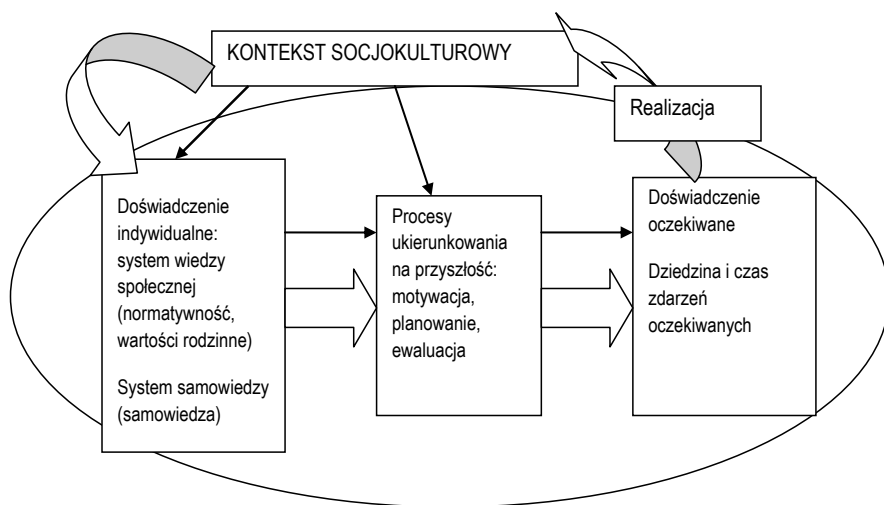 KONTEKST SOCJOKULTUROWY
Realizacja
Doświadczenie
indywidualne:
system wiedzy
społecznej
(normatywność,
wartości rodzinne)
System samowiedzy
(samowiedza)
Procesy
ukierunkowania
na przyszłość:
motywacja,
planowanie,
ewaluacja
Doświadczenie
oczekiwane
Dziedzina i czas
zdarzeń
oczekiwanych